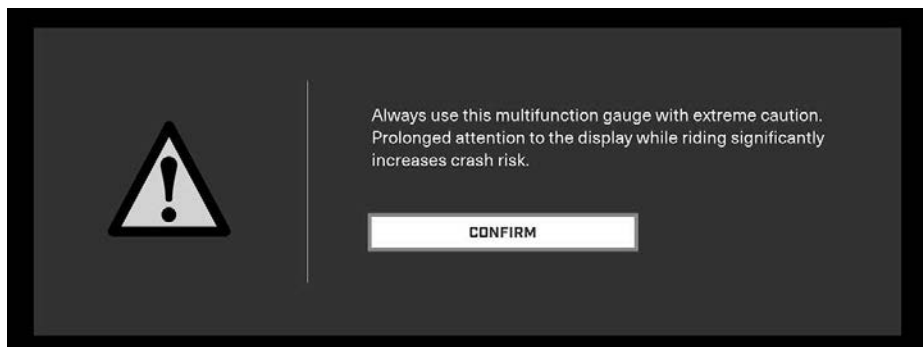 Always use this multifunction gauge with extreme caution.
Prolonged attention to the display while riding significantly
increases crash risk.
CONFIRM